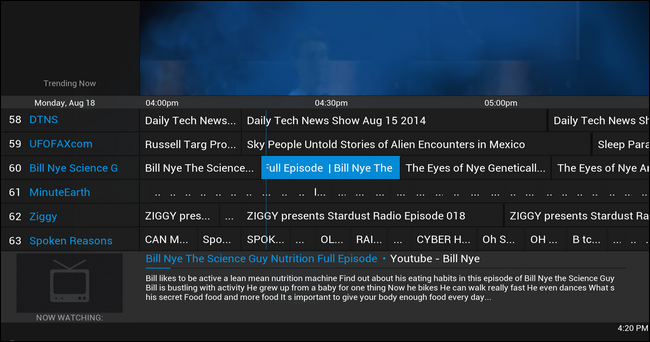 Trending Now
Monday, Aug 18 04:00pm 04:30pm 05:00pm
58 DTNS Daily Tech News... Daily Tech News Show Aug 15 2014 Daily Tech News Sh
59 UFOFAXcom Russell Targ Pro... Sky People Untold Stories of Alien Encounters in Mexico Sleep Para
60 Bill Nye Science G Bill Nye The Science... Full Episode | Bill Nye The The Eyes of Nye Geneticall... The Eyes of Nye An
61 MinuteEarth .. .. .. .. .. .. .. .. .. .. I... .. .. .. .. .. .. .. .. .. .. .. ..
62 Ziggy ZIGGY pres... ... ZIGGY presents Stardust Radio Episode 018 ZIGGY presents Stardust Ra
63 Spoken Reasons CAN M... Spo... SPOK... ... OL... RAI... ... CYBER H... Oh S... OH ... B tc... ... ...
Bill Nye The Science Guy Nutrition Full Episode • Youtube - Bill Nye
Bill likes to be active a lean mean nutrition machine Find out about his eating habits in this episode of Bill Nye the Science Guy
Bill is bustling with activity He grew up from a baby for one thing Now he bikes He can walk really fast He even dances What s
his secret Food food and more food It s important to give your body enough food every day...
NOW WATCHING:
4:20 PM